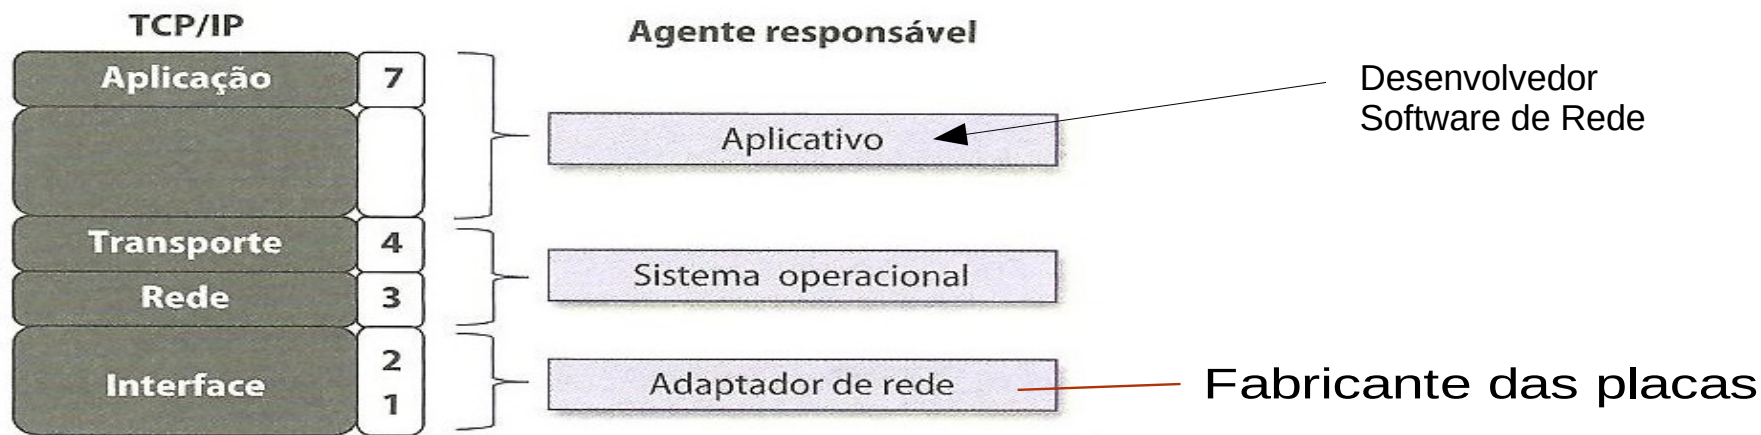 TCP/IP
Agente responsável
Aplicação 7
Aplicativo
Desenvolvedor
Software de Rede
Transporte 4
Rede 3
Sistema operacional
Interface 2
1
Adaptador de rede
Fabricante das placas